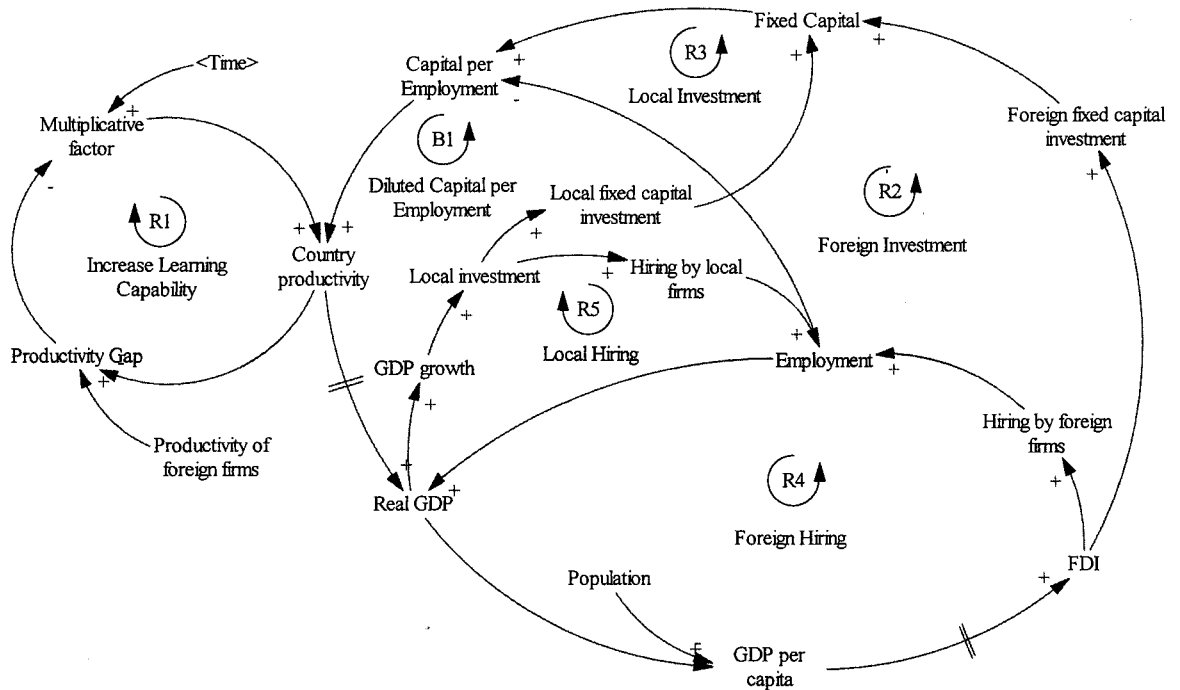 Fixed Capital
+
+
R3
Local Investment
Capital per
Employment
+
-
<Time>
+
Multiplicative
factor
-
B1
Diluted Capital per
Employment
Foreign fixed capital
investment
+
R1
Increase Learning
Capability
Local fixed capital
investment
+
R2
Foreign Investment
+
+
Country
productivity
Local investment
+
Hiring by local
firms
+
R5
Local Hiring
+
Employment
+
Productivity Gap
+
GDP growth
+
Productivity of
foreign firms
Hiring by foreign
firms
+
+
Real GDP
+
R4
Foreign Hiring
Population
FDI
+
GDP per
capita